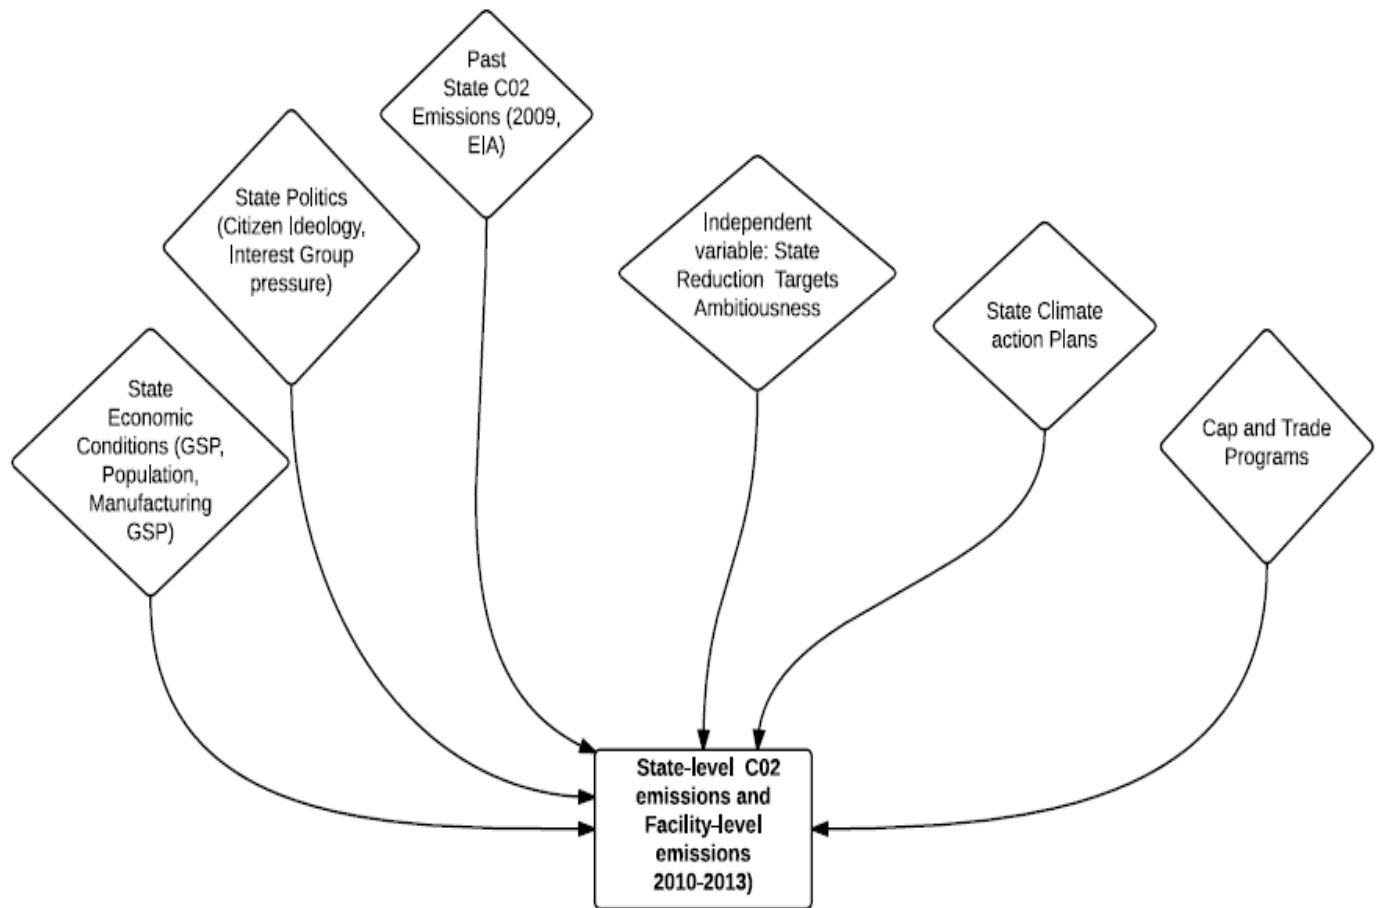 Past
State C02
Emissions (2009,
EIA)
State Politics
(Citizen Ideology,
Interest Group
pressure)
Independent
variable: State
Reduction Targets
Ambitiousness
State Climate
action Plans
State
Economic
Conditions (GSP,
Population,
Manufacturing
GSP)
Cap and Trade
Programs
State-level C02
emissions and
Facility-level
emissions
2010-2013)